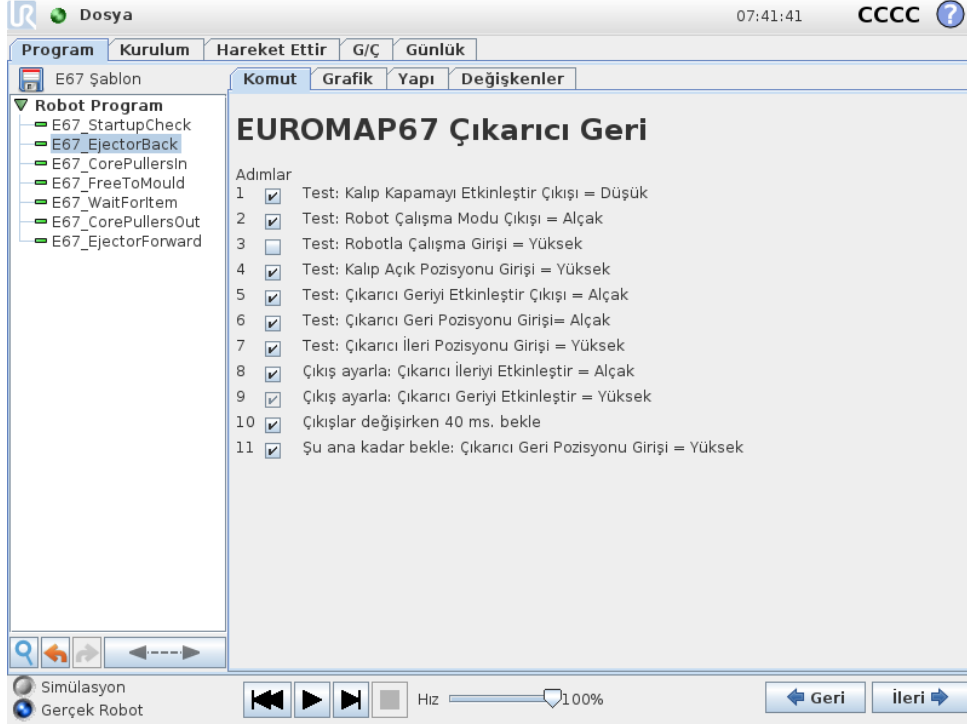 UR Dosya 07:41:41 CCCC ?
Program Kurulum Hareket Ettir G/Ç Günlük
E67 Şablon
Komut Grafik Yapı Değişkenler
Robot Program
E67_StartupCheck
E67_EjectorBack
E67_CorePullersIn
E67_FreeToMould
E67_WaitForItem
E67_CorePullersOut
E67_EjectorForward
EUROMAP67 Çıkarıcı Geri
Adımlar
1 Test: Kalıp Kapamayı Etkinleştir Çıkışı = Düşük
2 Test: Robot Çalışma Modu Çıkışı = Alçak
3 Test: Robotla Çalışma Girişi = Yüksek
4 Test: Kalıp Açık Pozisyonu Girişi = Yüksek
5 Test: Çıkarıcı Geriyi Etkinleştir Çıkışı = Alçak
6 Test: Çıkarıcı Geri Pozisyonu Girişi= Alçak
7 Test: Çıkarıcı İleri Pozisyonu Girişi = Yüksek
8 Çıkış ayarla: Çıkarıcı İleriyi Etkinleştir = Alçak
9 Çıkış ayarla: Çıkarıcı Geriyi Etkinleştir = Yüksek
10 Çıkışlar değişirken 40 ms. bekle
11 Şu ana kadar bekle: Çıkarıcı Geri Pozisyonu Girişi = Yüksek
Simülasyon
Gerçek Robot
Hız 100%
Geri İleri